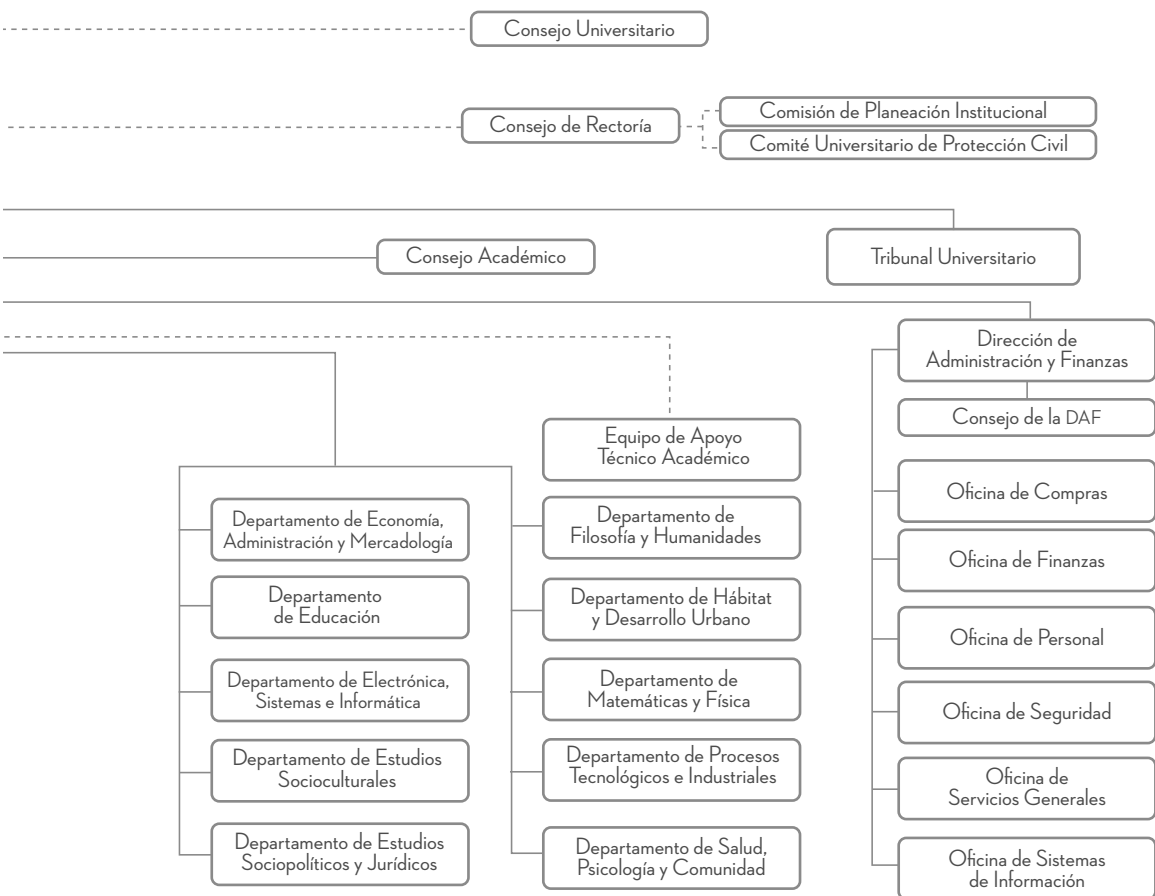 Consejo Universitario
Consejo de Rectoría
Comisión de Planeación Institucional
Comité Universitario de Protección Civil
Consejo Académico
Tribunal Universitario
Dirección de
Administración y Finanzas
Consejo de la DAF
Equipo de Apoyo
Técnico Académico
Departamento de Economía,
Administración y Mercadología
Departamento
de Educación
Departamento de Electrónica,
Sistemas e Informática
Departamento de Estudios
Socioculturales
Departamento de Estudios
Sociopolíticos y Jurídicos
Departamento de
Filosofía y Humanidades
Departamento de Hábitat
y Desarrollo Urbano
Departamento de
Matemáticas y Física
Departamento de Procesos
Tecnológicos e Industriales
Departamento de Salud,
Psicología y Comunidad
Oficina de Compras
Oficina de Finanzas
Oficina de Personal
Oficina de Seguridad
Oficina de
Servicios Generales
Oficina de Sistemas
de Información